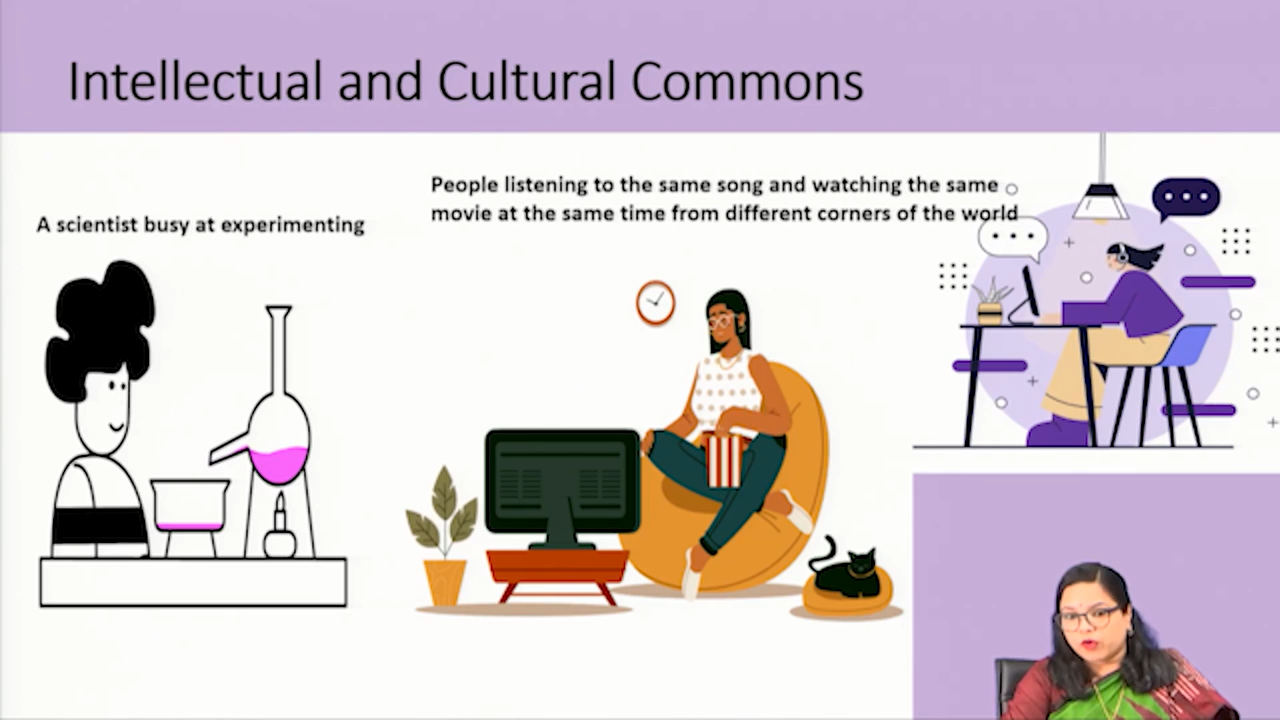 Intellectual and Cultural Commons
People listening to the same song and watching the same
movie at the same time from different corners of the world
A scientist busy at experimenting